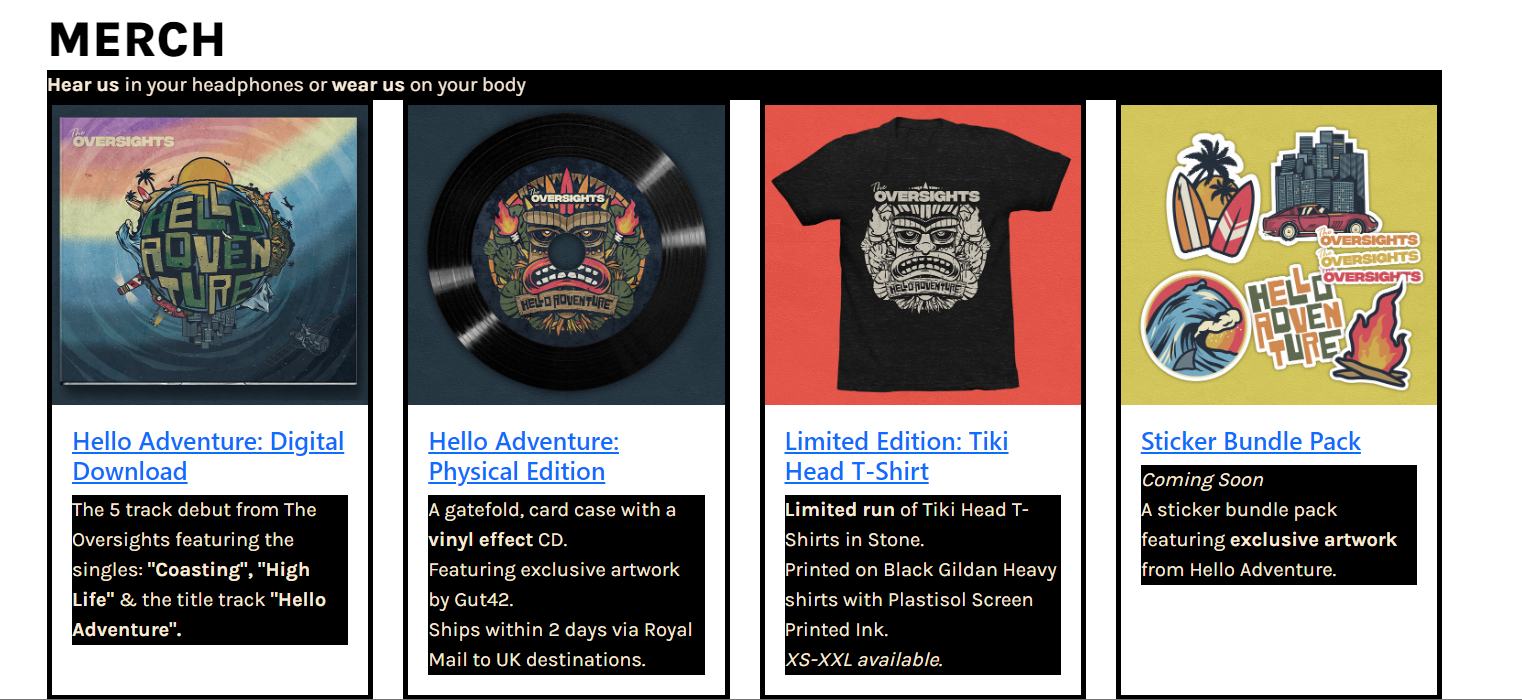 MERCH
Hear us in your headphones or wear us on your body
The
OVERSIGHTS
HELLO
ADVEN
TURE
The
OVERSIGHTS
HELLO ADVENTURE
The
OVERSIGHTS
HELLO ADVENTURE
The
OVERSIGHTS
The
OVERSIGHTS
The
OVERSIGHTS
HELLO
ADVEN
TURE
Hello Adventure: Digital
Download
The 5 track debut from The
Oversights featuring the
singles: "Coasting", "High
Life" & the title track "Hello
Adventure".
Hello Adventure:
Physical Edition
A gatefold, card case with a
vinyl effect CD.
Featuring exclusive artwork
by Gut42.
Ships within 2 days via Royal
Mail to UK destinations.
Limited Edition: Tiki
Head T-Shirt
Limited run of Tiki Head T-
Shirts in Stone.
Printed on Black Gildan Heavy
shirts with Plastisol Screen
Printed Ink.
XS-XXL available.
Sticker Bundle Pack
Coming Soon
A sticker bundle pack
featuring exclusive artwork
from Hello Adventure.